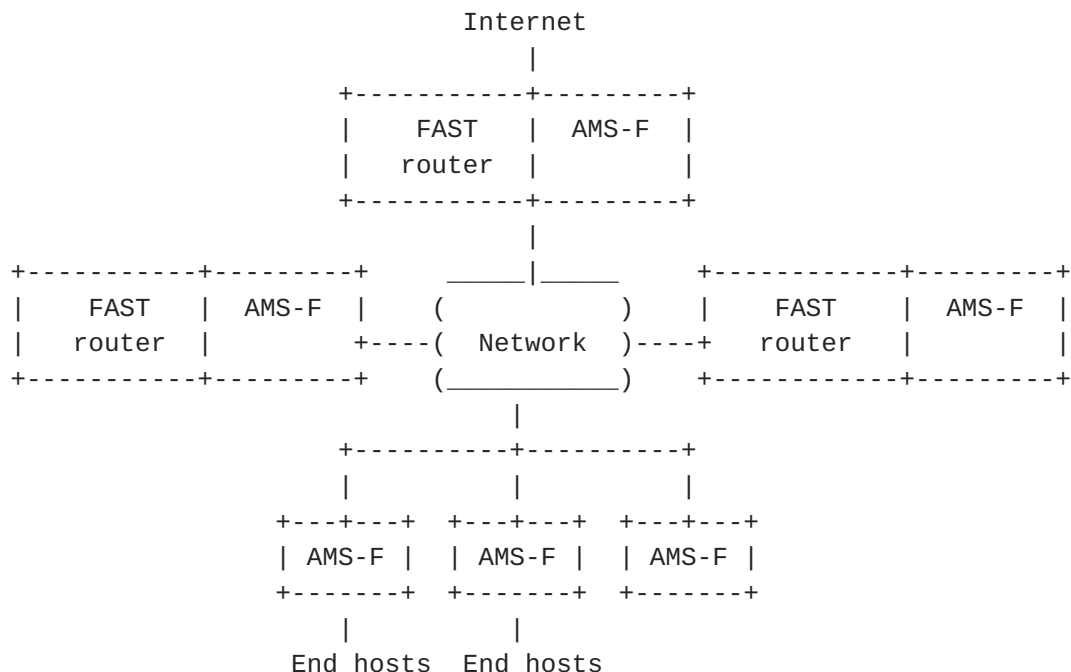 Internet
FAST AMS-F
router
FAST AMS-F FAST AMS-F
router Network router
AMS-F AMS-F AMS-F
End hosts End hosts